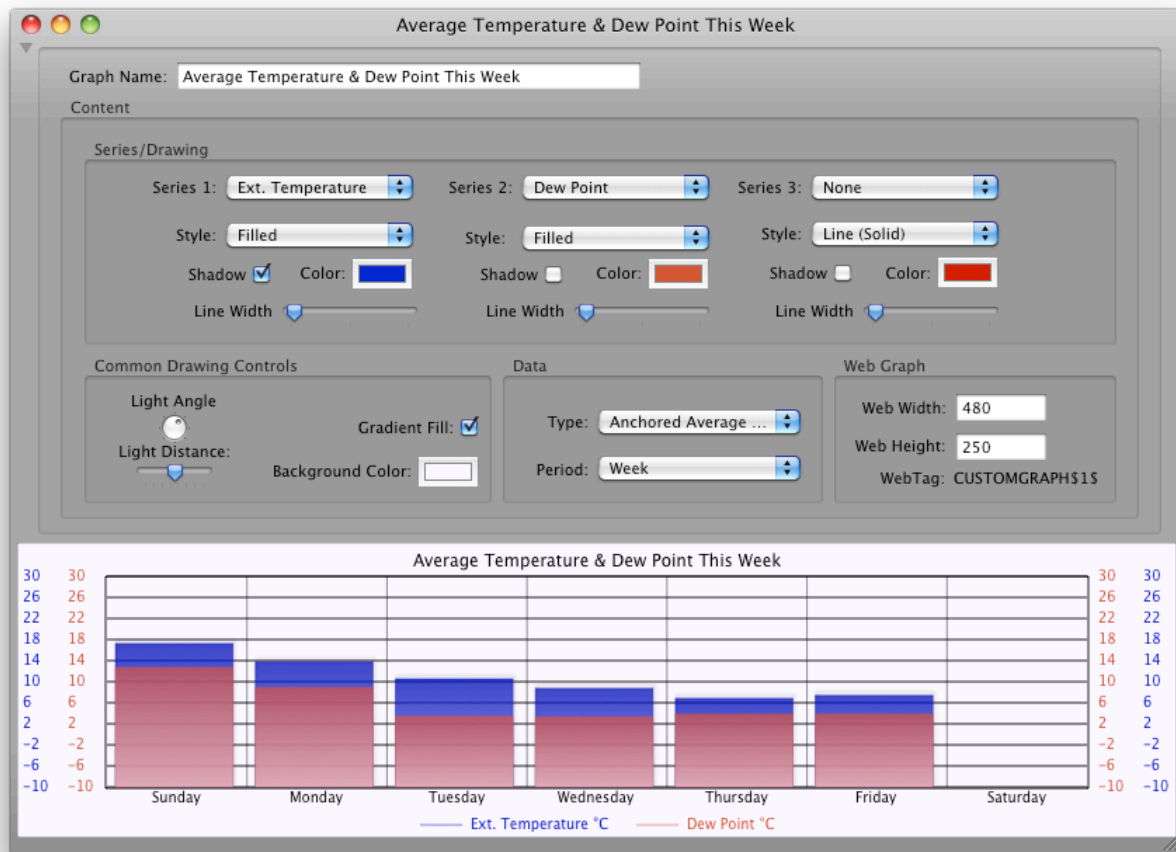 Average Temperature & Dew Point This Week
Graph Name: Average Temperature & Dew Point This Week
Content
Series/Drawing
Series 1: Ext. Temperature Series 2: Dew Point Series 3: None
Style: Filled Style: Filled Style: Line (Solid)
Shadow Color: Shadow Color: Shadow Color:
Line Width Line Width Line Width
Common Drawing Controls Data Web Graph
Light Angle
Gradient Fill:
Light Distance:
Background Color:
Type: Anchored Average ...
Period: Week
Web Width: 480
Web Height: 250
WebTag: CUSTOMGRAPH$1$
Average Temperature & Dew Point This Week
30 30 30 30
26 26 26 26
22 22 22 22
18 18 18 18
14 14 14 14
10 10 10 10
6 6 6 6
2 2 2 2
-2 -2 -2 -2
-6 -6 -6 -6
-10 -10 -10 -10
Sunday Monday Tuesday Wednesday Thursday Friday Saturday
Ext. Temperature °C Dew Point °C